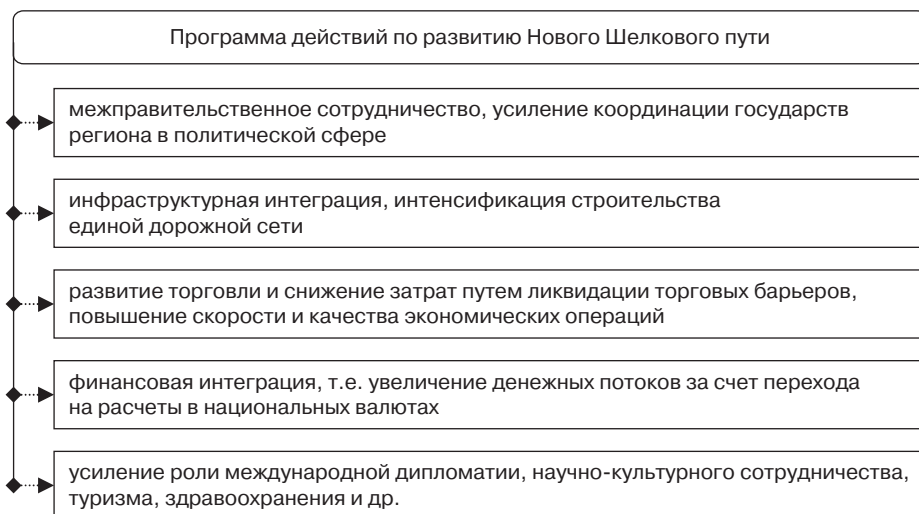 Программа действий по развитию Нового Шелкового пути
межправительственное сотрудничество, усиление координации государств
региона в политической сфере
инфраструктурная интеграция, интенсификация строительства
единой дорожной сети
развитие торговли и снижение затрат путем ликвидации торговых барьеров,
повышение скорости и качества экономических операций
финансовая интеграция, т.е. увеличение денежных потоков за счет перехода
на расчеты в национальных валютах
усиление роли международной дипломатии, научно-культурного сотрудничества,
туризма, здравоохранения и др.